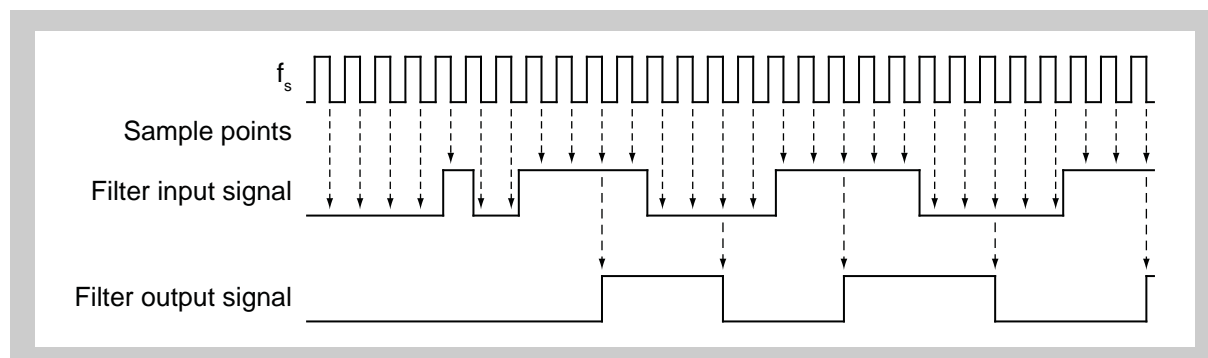 fs
Sample points
Filter input signal
Filter output signal